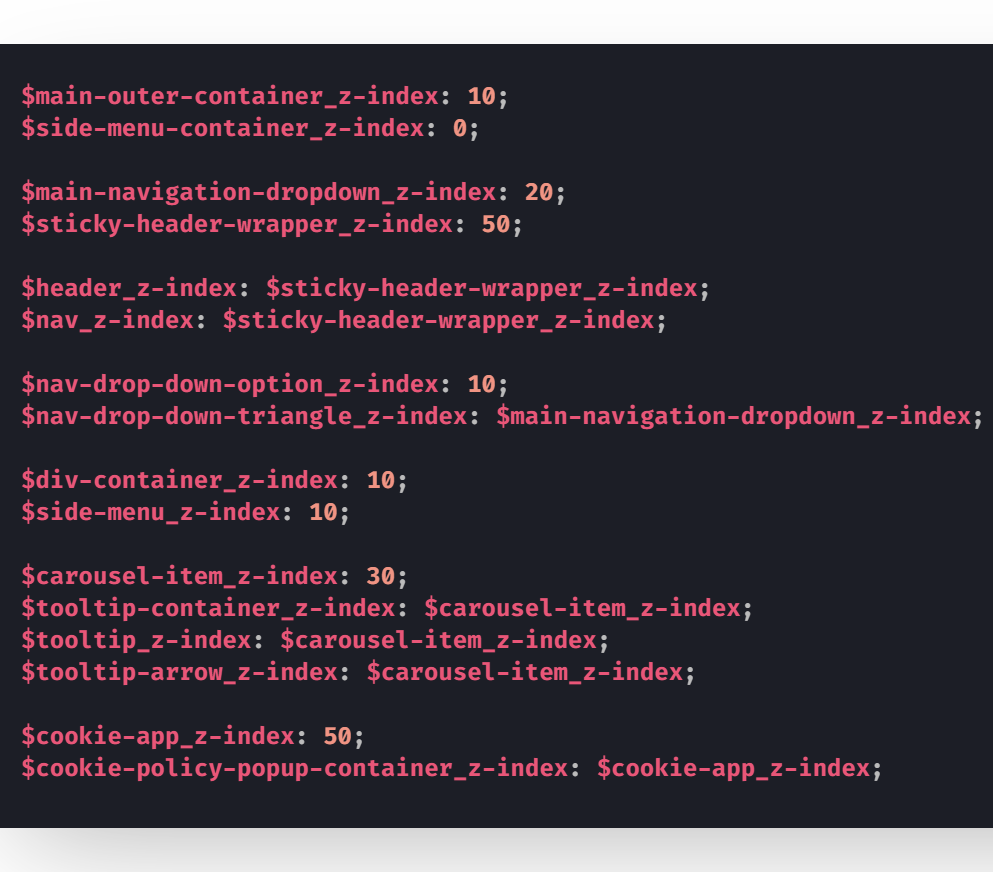 $main-outer-container_z-index: 10;
$side-menu-container_z-index: 0;
$main-navigation-dropdown_z-index: 20;
$sticky-header-wrapper_z-index: 50;
$header_z-index: $sticky-header-wrapper_z-index;
$nav_z-index: $sticky-header-wrapper_z-index;
$nav-drop-down-option_z-index: 10;
$nav-drop-down-triangle_z-index: $main-navigation-dropdown_z-index;
$div-container_z-index: 10;
$side-menu_z-index: 10;
$carousel-item_z-index: 30;
$tooltip-container_z-index: $carousel-item_z-index;
$tooltip_z-index: $carousel-item_z-index;
$tooltip-arrow_z-index: $carousel-item_z-index;
$cookie-app_z-index: 50;
$cookie-policy-popup-container_z-index: $cookie-app_z-index;